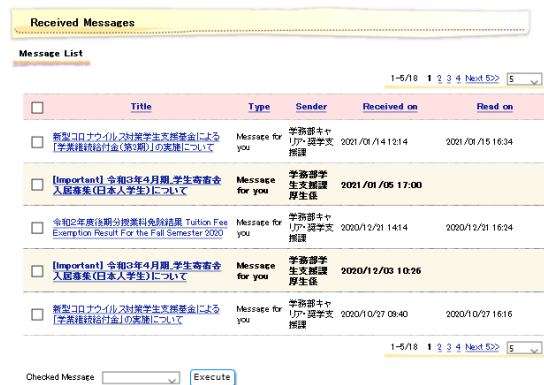 Received Messages
Message List
1-5/18 1 2 3 4 Next 5>> 5
Title Type Sender Received on Read on
新型コロナウイルス対策学生支援基金による
「学業継続給付金(第2期)」の実施について
Message for
you
学務部キャ
リア・奨学支
援課
2021/01/14 12:14
2021/01/15 16:34
[Important] 令和3年4月期_学生寄宿舎
入居募集(日本人学生)について
Message
for you
学務部学
生支援課
厚生係
2021/01/05 17:00
令和2年度後期分授業料免除結果 Tuition Fee
Exemption Result For the Fall Semester 2020
Message for
you
学務部キャ
リア・奨学支
援課
2020/12/21 14:14
2020/12/21 16:24
[Important] 令和3年4月期_学生寄宿舎
入居募集(日本人学生)について
Message
for you
学務部学
生支援課
厚生係
2020/12/03 10:26
新型コロナウイルス対策学生支援基金による
「学業継続給付金」の実施について
Message for
you
学務部キャ
リア・奨学支
援課
2020/10/27 09:40
2020/10/27 16:16
1-5/18 1 2 3 4 Next 5>> 5
Checked Message Execute